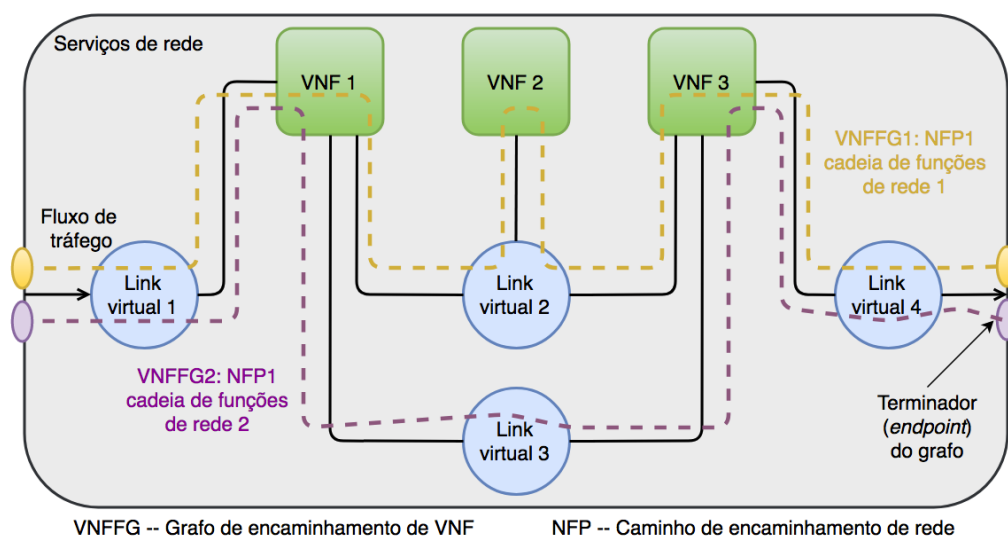 Serviços de rede
VNF 1
VNF 2
VNF 3
VNFFG1: NFP1
cadeia de funções
de rede 1
Fluxo de
tráfego
Link
virtual 1
Link
virtual 2
Link
virtual 4
VNFFG2: NFP1
cadeia de funções
de rede 2
Link
virtual 3
Terminador
(endpoint)
do grafo
VNFFG -- Grafo de encaminhamento de VNF
NFP -- Caminho de encaminhamento de rede